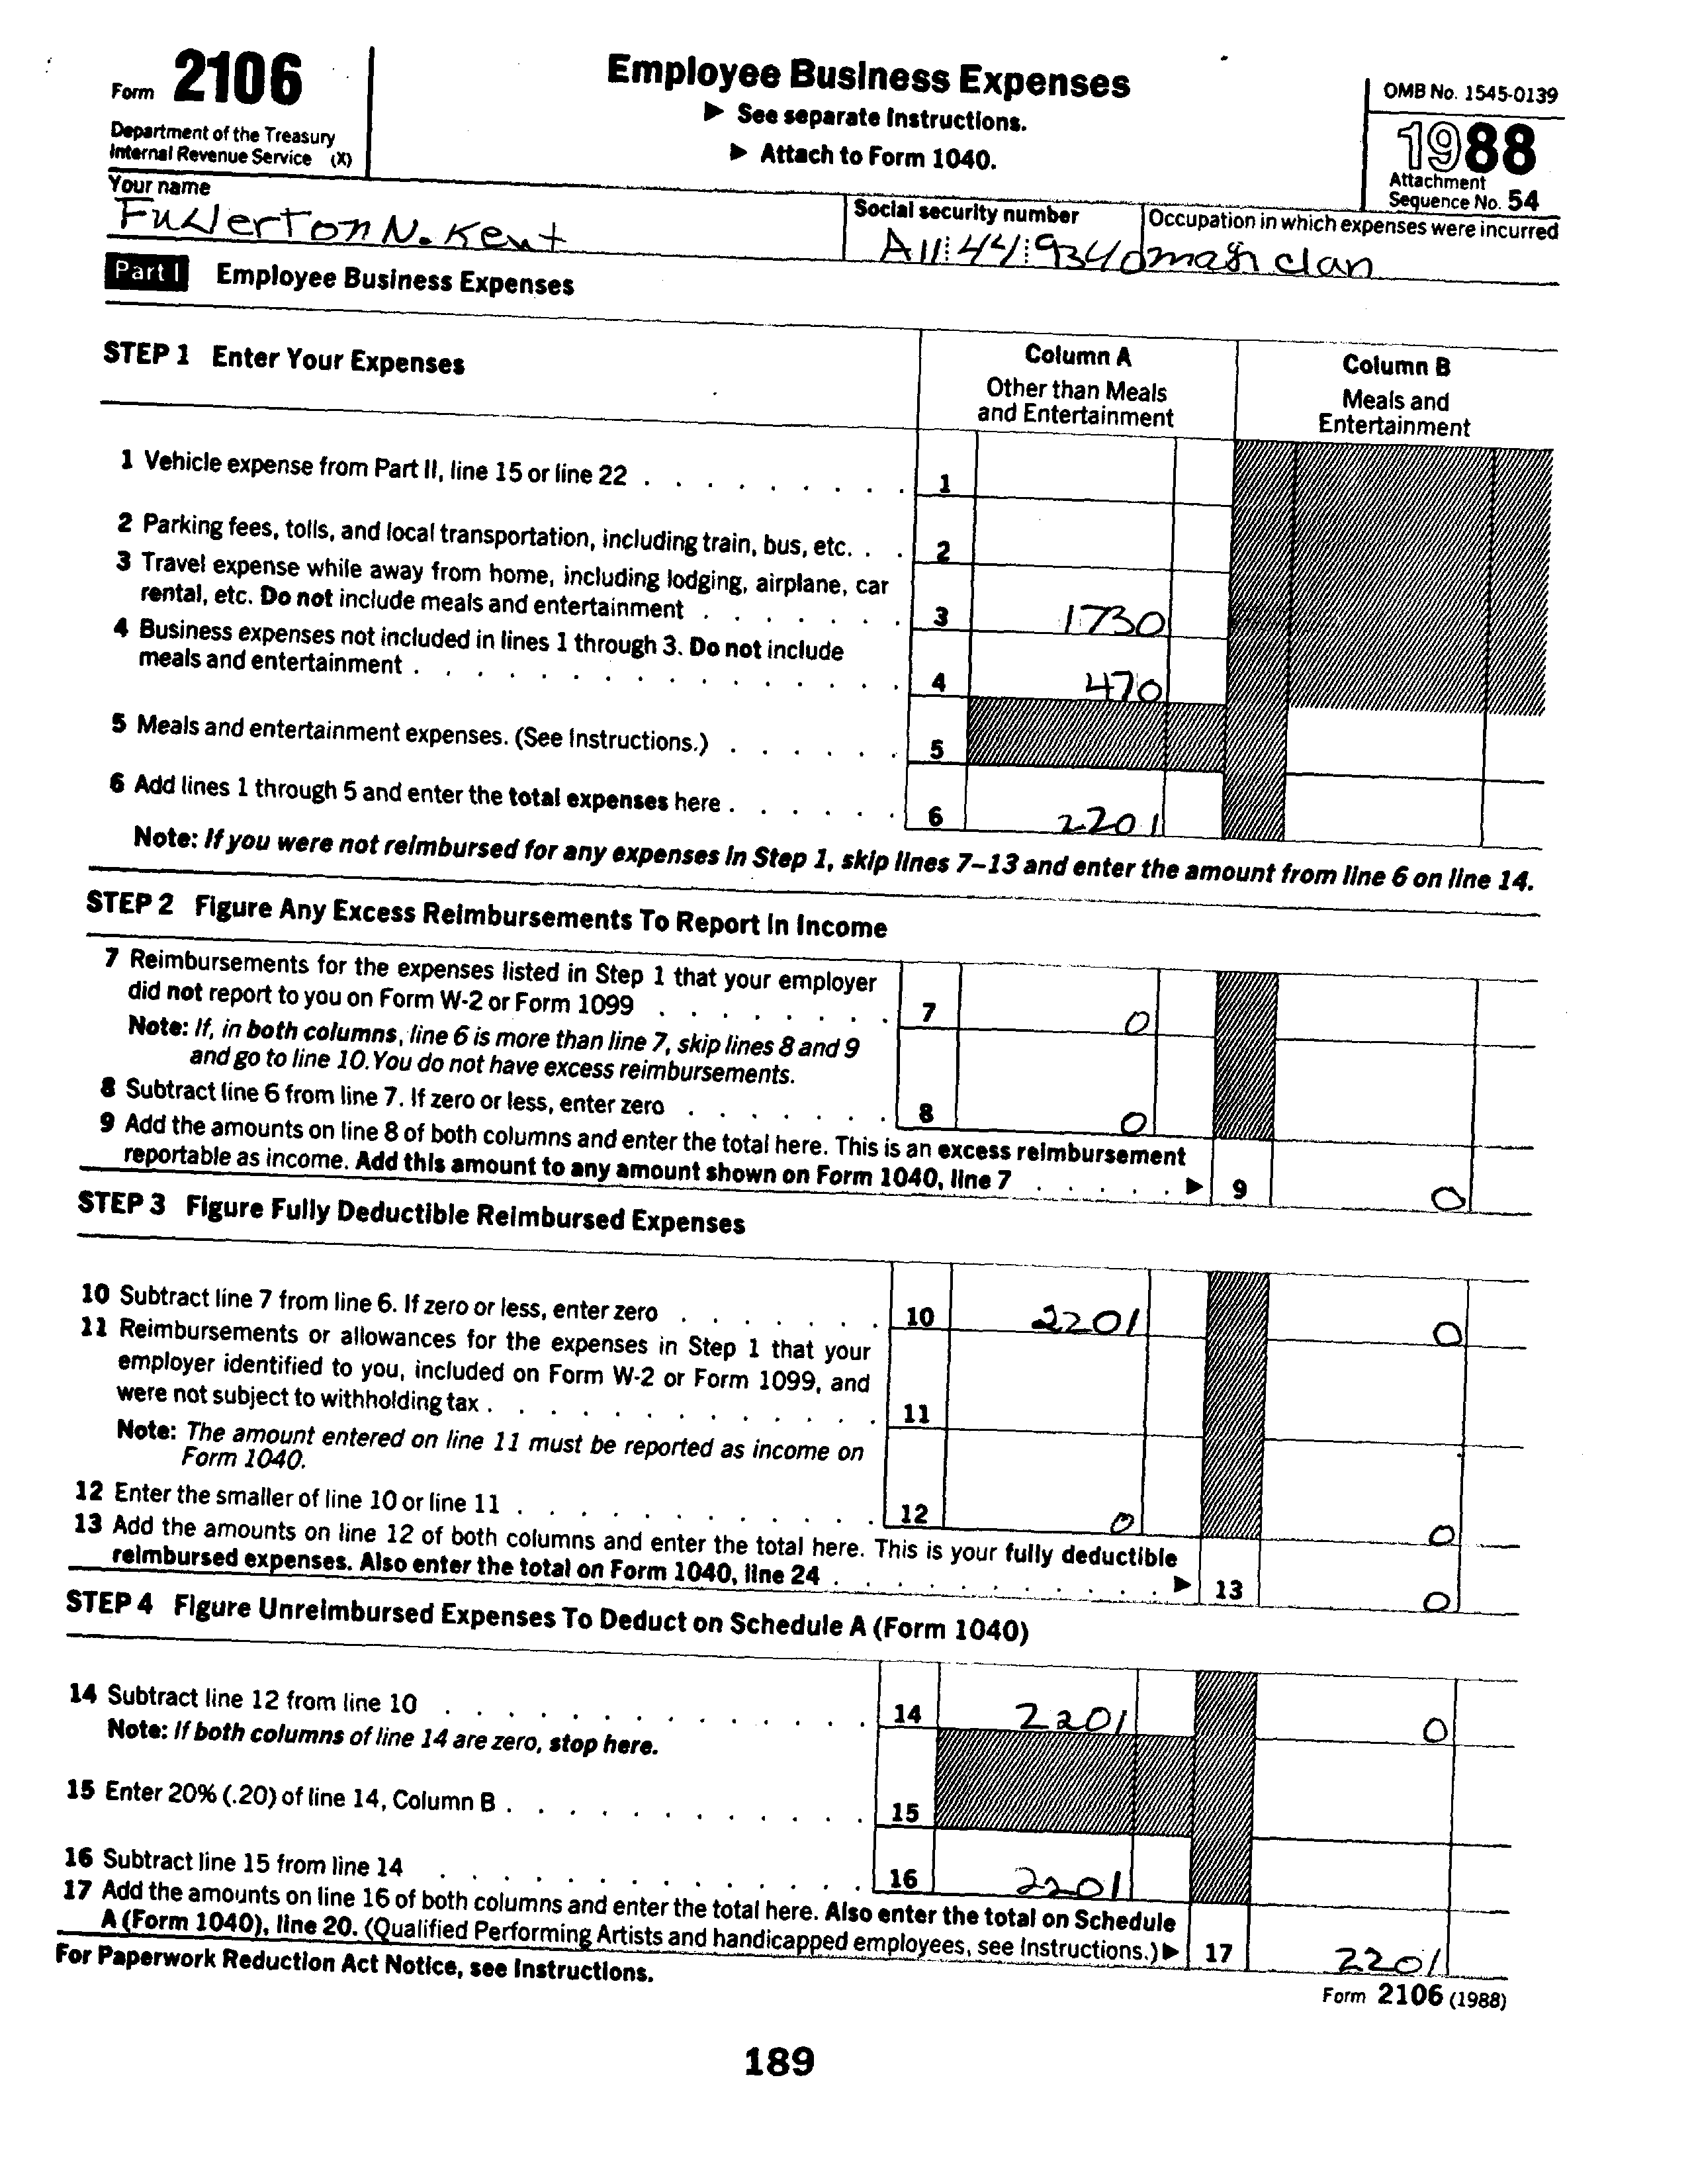 Form 2106
Department of the Treasury
Internal Revenue Service (X)
Employee Business Expenses
▶ See separate Instructions.
▶ Attach to Form 1040.
OMB No. 1545-0139
1988
Attachment
Sequence No. 54
Your name
Fullerton N. Kent
Social security number
A11:44:9340
Occupation in which expenses were incurred
Part I Employee Business Expenses
STEP 1 Enter Your Expenses
Column A
Other than Meals
and Entertainment
Column B
Meals and
Entertainment
1 Vehicle expense from Part II, line 15 or line 22 . . . . . . . . . 1
2 Parking fees, tolls, and local transportation, including train, bus, etc. . . 2
3 Travel expense while away from home, including lodging, airplane, car
rental, etc. Do not include meals and entertainment . . . . . . . 3 1730
4 Business expenses not included in lines 1 through 3. Do not include
meals and entertainment . . . . . . . . . . . . . . . . 4 470
5 Meals and entertainment expenses. (See Instructions.) . . . . . . 5
6 Add lines 1 through 5 and enter the total expenses here . . . . . . 6 2201
Note: If you were not reimbursed for any expenses in Step 1, skip lines 7–13 and enter the amount from line 6 on line 14.
STEP 2 Figure Any Excess Reimbursements To Report In Income
7 Reimbursements for the expenses listed in Step 1 that your employer
did not report to you on Form W-2 or Form 1099 . . . . . . . . 7 0
Note: If, in both columns, line 6 is more than line 7, skip lines 8 and 9
and go to line 10. You do not have excess reimbursements.
8 Subtract line 6 from line 7. If zero or less, enter zero . . . . . . . 8 0
9 Add the amounts on line 8 of both columns and enter the total here. This is an excess reimbursement
reportable as income. Add this amount to any amount shown on Form 1040, line 7 . . . . . ▶ 9 0
STEP 3 Figure Fully Deductible Reimbursed Expenses
10 Subtract line 7 from line 6. If zero or less, enter zero . . . . . . . 10 2201 0
11 Reimbursements or allowances for the expenses in Step 1 that your
employer identified to you, included on Form W-2 or Form 1099, and
were not subject to withholding tax . . . . . . . . . . . . . 11
Note: The amount entered on line 11 must be reported as income on
Form 1040.
12 Enter the smaller of line 10 or line 11 . . . . . . . . . . . . 12 0 0
13 Add the amounts on line 12 of both columns and enter the total here. This is your fully deductible
reimbursed expenses. Also enter the total on Form 1040, line 24 . . . . . . . . . . . ▶ 13 0
STEP 4 Figure Unreimbursed Expenses To Deduct on Schedule A (Form 1040)
14 Subtract line 12 from line 10 . . . . . . . . . . . . . . 14 2201 0
Note: If both columns of line 14 are zero, stop here.
15 Enter 20% (.20) of line 14, Column B . . . . . . . . . . . . 15
16 Subtract line 15 from line 14 . . . . . . . . . . . . . . 16 2201
17 Add the amounts on line 16 of both columns and enter the total here. Also enter the total on Schedule
A (Form 1040), line 20. (Qualified Performing Artists and handicapped employees, see Instructions.) ▶ 17 2201
For Paperwork Reduction Act Notice, see Instructions.
Form 2106 (1988)
189